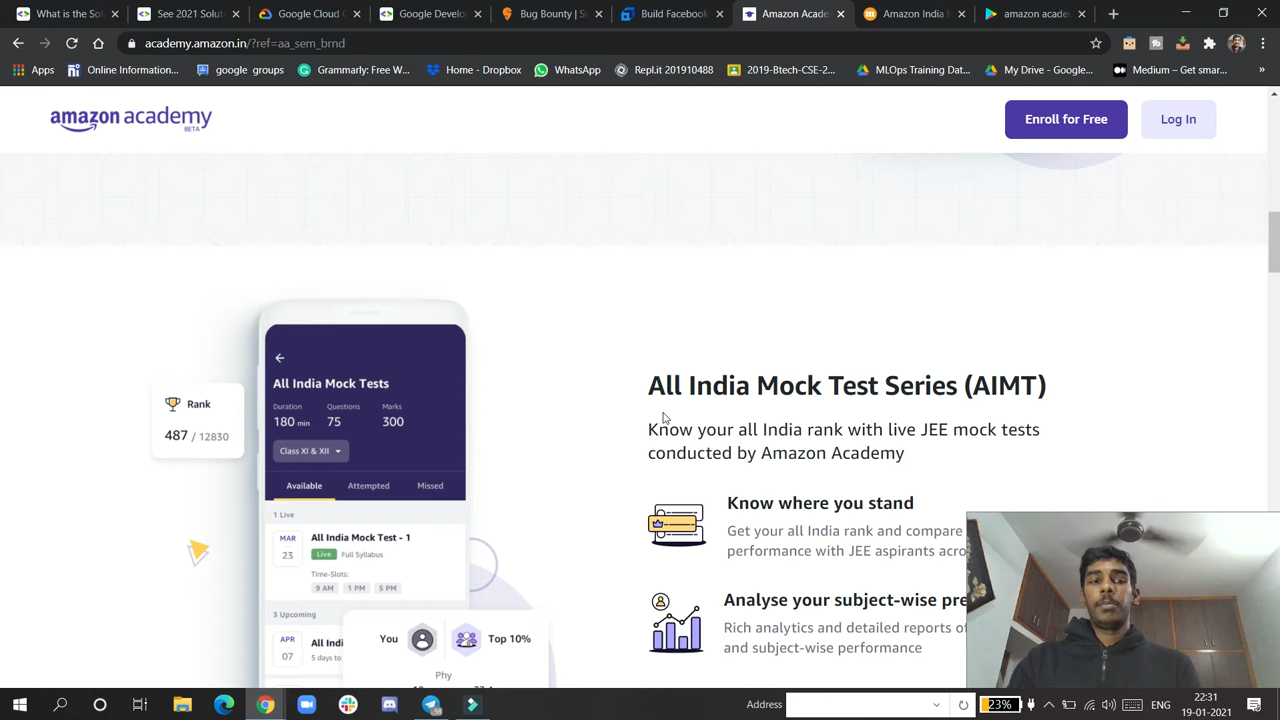 What is the Sol
See 2021 Solut
Google Cloud C
Google Develo
Bug Bounty | S
Build Facebook
Amazon Acade
Amazon India l
amazon acade
academy.amazon.in/?ref=aa_sem_brnd
Apps
Online Information...
google groups
Grammarly: Free W...
Home - Dropbox
WhatsApp
Repl.it 201910488
2019-Btech-CSE-2...
MLOps Training Dat...
My Drive - Google...
Medium – Get smar...
»
amazon academy
BETA
Enroll for Free
Log In
All India Mock Tests
Duration Questions Marks
180 min 75 300
Class XI & XII
Available Attempted Missed
1 Live
MAR
23
All India Mock Test - 1
Live Full Syllabus
Time-Slots:
9 AM 1 PM 5 PM
3 Upcoming
APR
07
All Indi
5 days to
Rank
487 / 12830
You
Top 10%
Phy
All India Mock Test Series (AIMT)
Know your all India rank with live JEE mock tests
conducted by Amazon Academy
Know where you stand
Get your all India rank and compare
performance with JEE aspirants acro
Analyse your subject-wise pre
Rich analytics and detailed reports o
and subject-wise performance
Address
23%
ENG
22:31
19-01-2021